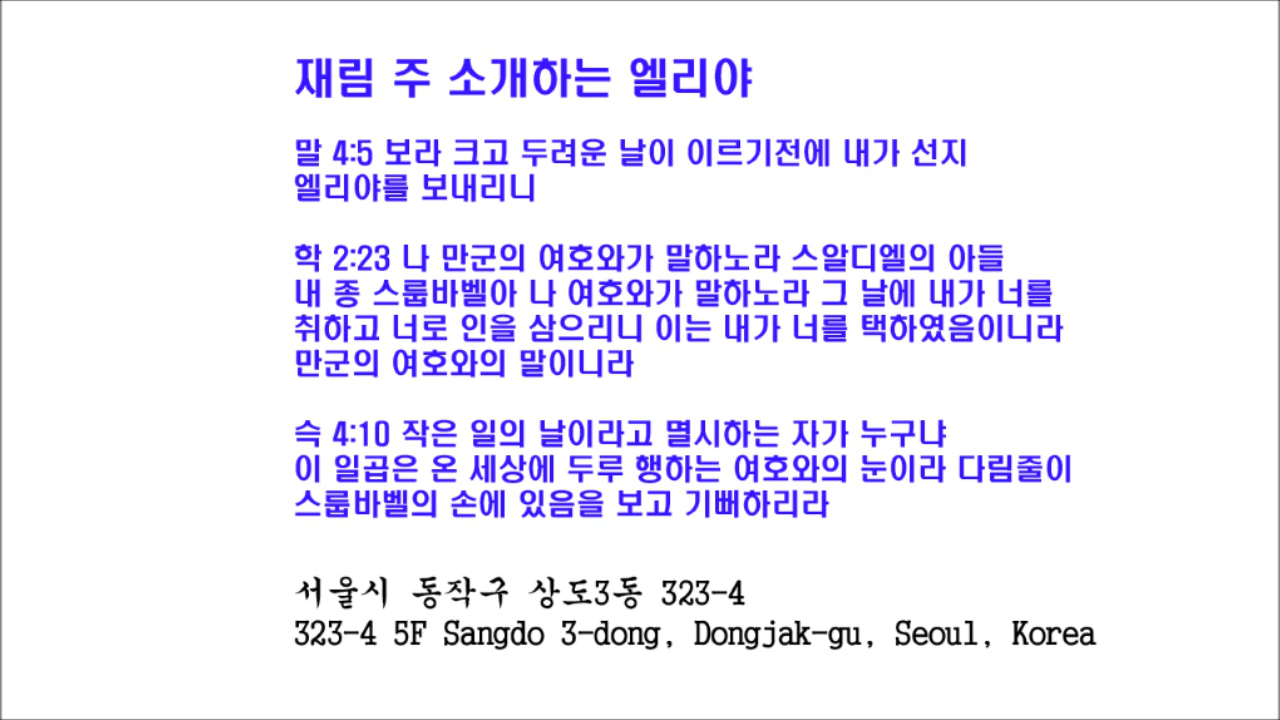 재림 주 소개하는 엘리야
말 4:5 보라 크고 두려운 날이 이르기전에 내가 선지
엘리야를 보내리니
학 2:23 나 만군의 여호와가 말하노라 스알디엘의 아들
내 종 스룹바벨아 나 여호와가 말하노라 그 날에 내가 너를
취하고 너로 인을 삼으리니 이는 내가 너를 택하였음이니라
만군의 여호와의 말이니라
슥 4:10 작은 일의 날이라고 멸시하는 자가 누구냐
이 일곱은 온 세상에 두루 행하는 여호와의 눈이라 다림줄이
스룹바벨의 손에 있음을 보고 기뻐하리라
서울시 동작구 상도3동 323-4
323-4 5F Sangdo 3-dong, Dongjak-gu, Seoul, Korea